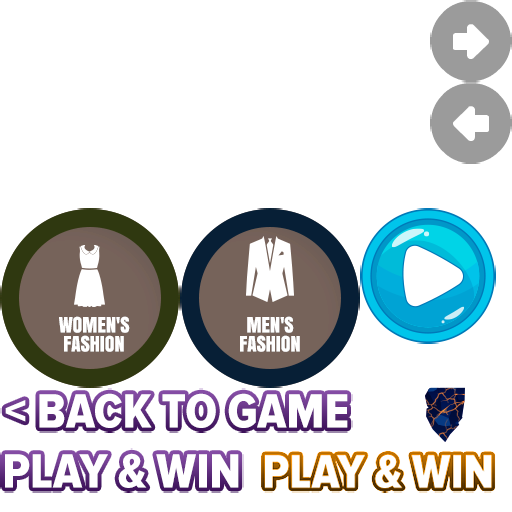 WOMEN'S
FASHION
MEN'S
FASHION
< BACK TO GAME
PLAY & WIN
PLAY & WIN